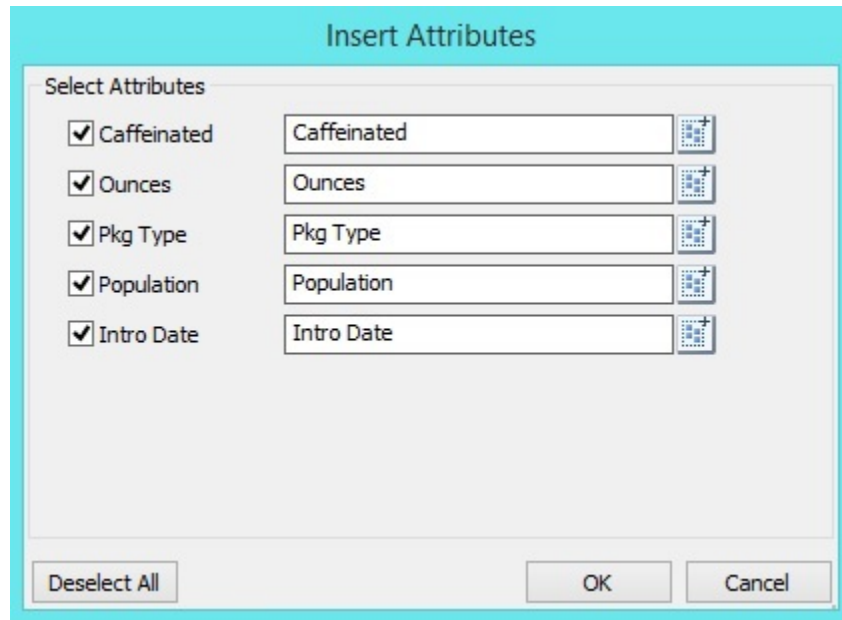 Insert Attributes
Select Attributes
Caffeinated Caffeinated
Ounces Ounces
Pkg Type Pkg Type
Population Population
Intro Date Intro Date
Deselect All OK Cancel